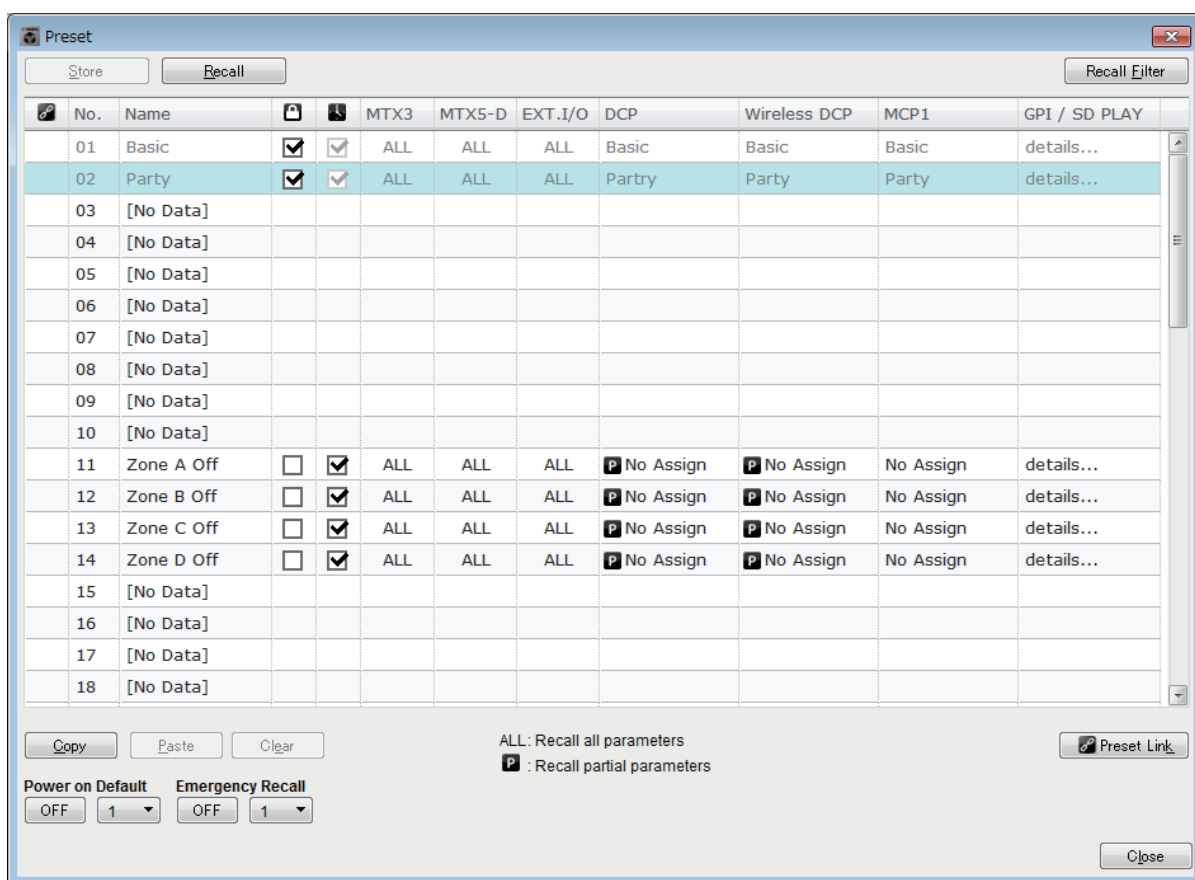 Preset
Store Recall Recall Filter
No. Name MTX3 MTX5-D EXT.I/O DCP Wireless DCP MCP1 GPI / SD PLAY
01 Basic ALL ALL ALL Basic Basic Basic details...
02 Party ALL ALL ALL Partry Party Party details...
03 [No Data]
04 [No Data]
05 [No Data]
06 [No Data]
07 [No Data]
08 [No Data]
09 [No Data]
10 [No Data]
11 Zone A Off ALL ALL ALL P No Assign P No Assign No Assign details...
12 Zone B Off ALL ALL ALL P No Assign P No Assign No Assign details...
13 Zone C Off ALL ALL ALL P No Assign P No Assign No Assign details...
14 Zone D Off ALL ALL ALL P No Assign P No Assign No Assign details...
15 [No Data]
16 [No Data]
17 [No Data]
18 [No Data]
Copy Paste Clear ALL: Recall all parameters Preset Link
P : Recall partial parameters
Power on Default Emergency Recall
OFF 1 OFF 1
Close